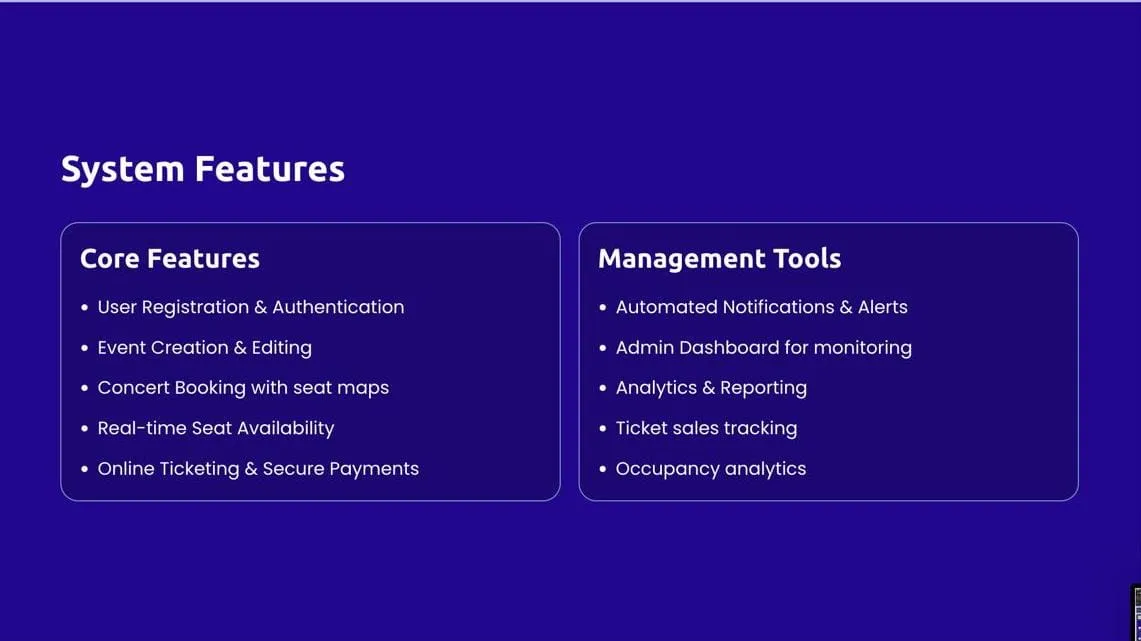 System Features
Core Features
• User Registration & Authentication
• Event Creation & Editing
• Concert Booking with seat maps
• Real-time Seat Availability
• Online Ticketing & Secure Payments
Management Tools
• Automated Notifications & Alerts
• Admin Dashboard for monitoring
• Analytics & Reporting
• Ticket sales tracking
• Occupancy analytics